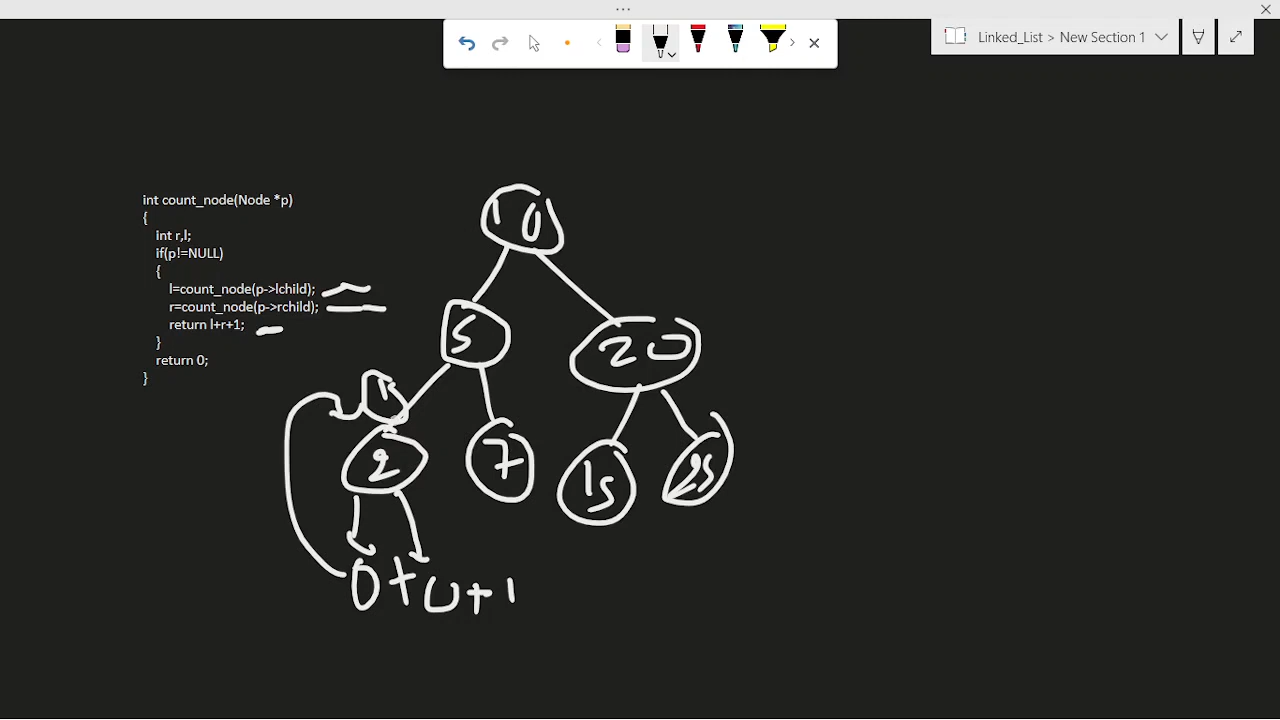 Linked_List > New Section 1
int count_node(Node *p)
{
int r,l;
if(p!=NULL)
{
l=count_node(p->lchild);
r=count_node(p->rchild);
return l+r+1;
}
return 0;
}
10
5
20
1
2
7
15
25
0+0+1